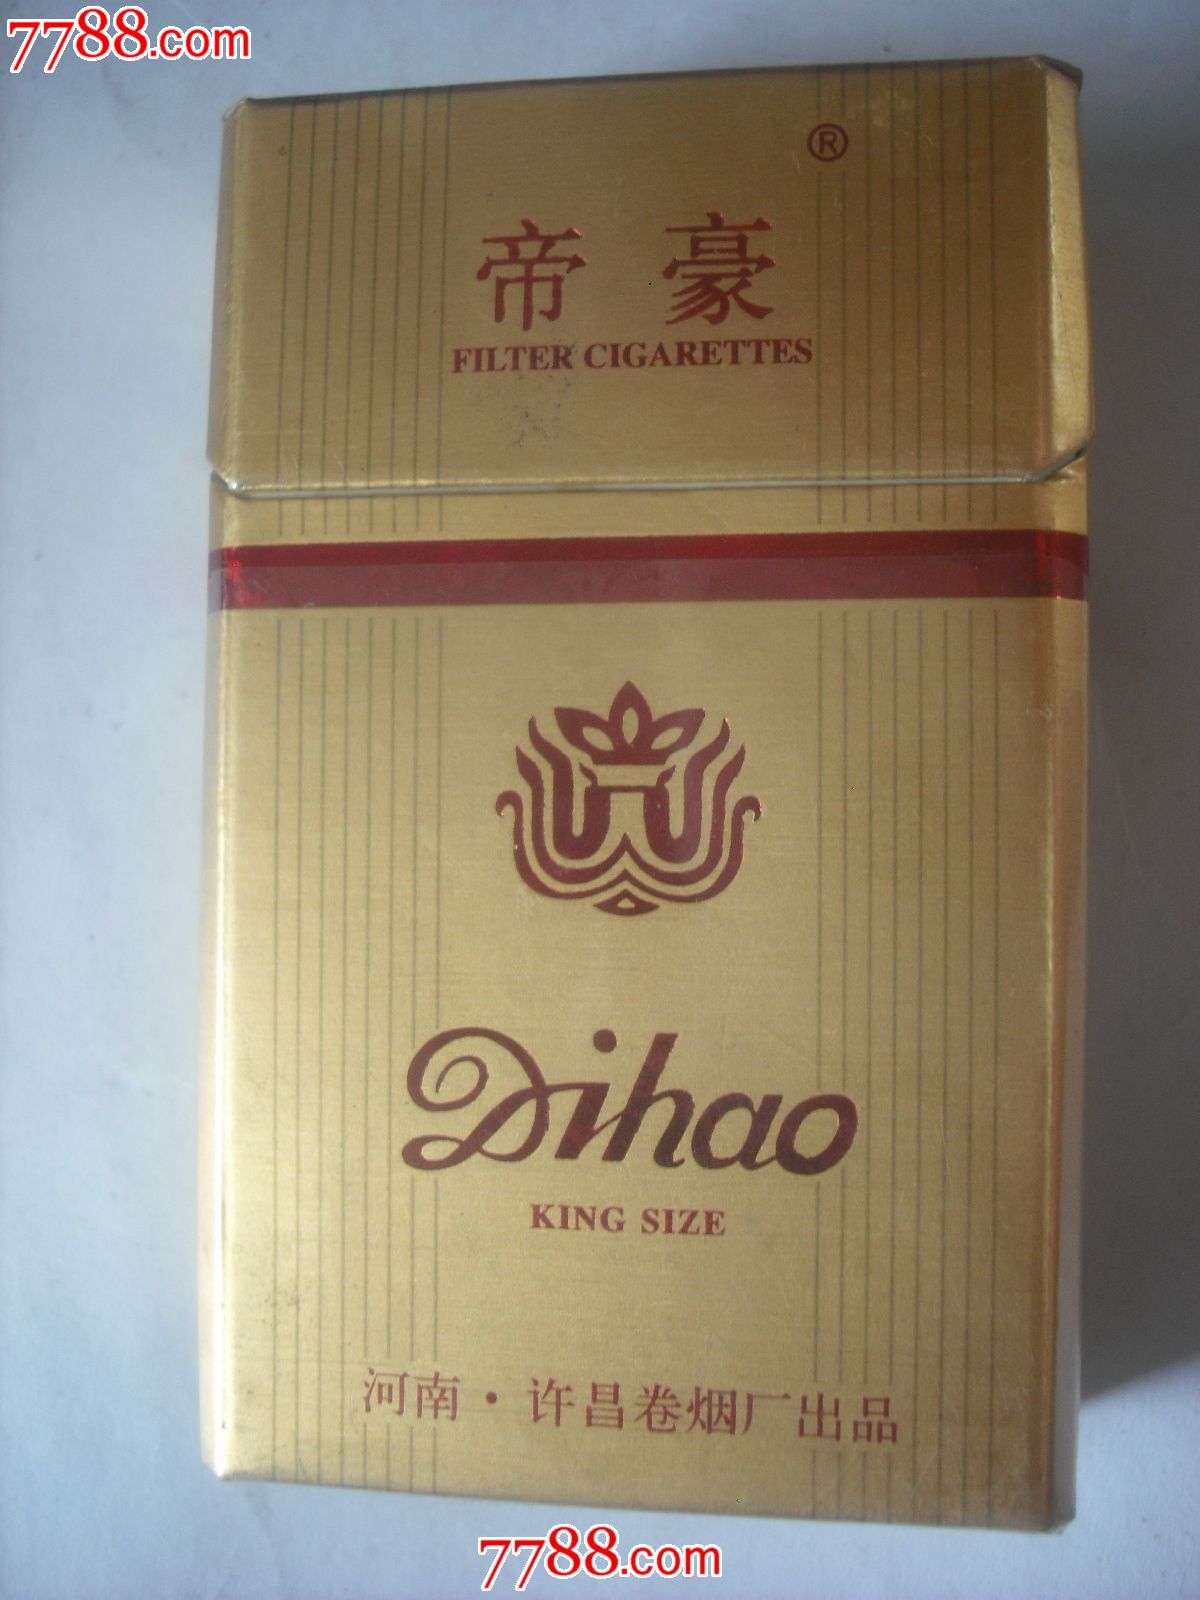 7788.com
®
帝豪
FILTER CIGARETTES
Dihao
KING SIZE
河南·许昌卷烟厂出品
7788.com